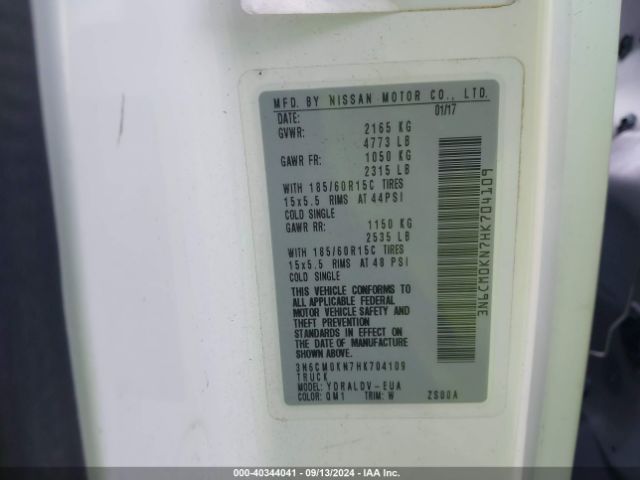 MFD. BY NISSAN MOTOR CO., LTD.
DATE: 01/17
GVWR: 2165 KG
4773 LB
GAWR FR: 1050 KG
2315 LB
WITH 185/60R15C TIRES
15x5.5 RIMS AT 44PSI
COLD SINGLE
GAWR RR: 1150 KG
2535 LB
WITH 185/60R15C TIRES
15x5.5 RIMS AT 48 PSI
COLD SINGLE
THIS VEHICLE CONFORMS TO
ALL APPLICABLE FEDERAL
MOTOR VEHICLE SAFETY AND
AND THEFT PREVENTION
STANDARDS IN EFFECT ON
THE DATE OF MANUFACTURE
SHOWN ABOVE.
3N6CM0KN7HK704109
TRUCK
MODEL: YDRALDV-EUA
COLOR: QM1 TRIM: W ZS00A
3N6CM0KN7HK704109
000-40344041 - 09/13/2024 - IAA Inc.